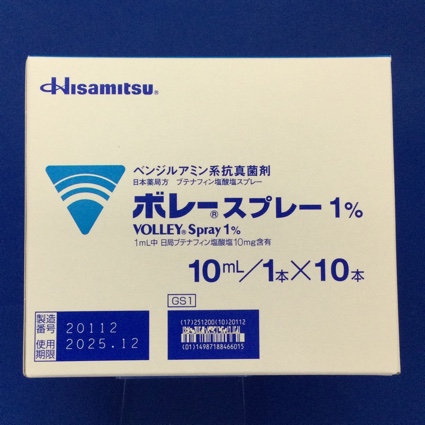 Hisamitsu®
ベンジルアミン系抗真菌剤
日本薬局方 ブテナフィン塩酸塩スプレー
ボレー®スプレー 1%
VOLLEY® Spray 1%
1mL中 日局ブテナフィン塩酸塩10mg含有
10mL/1本×10本
GS1
製造番号 20112
使用期限 2025.12
(17)251200(10)20112
(01)14987188466015